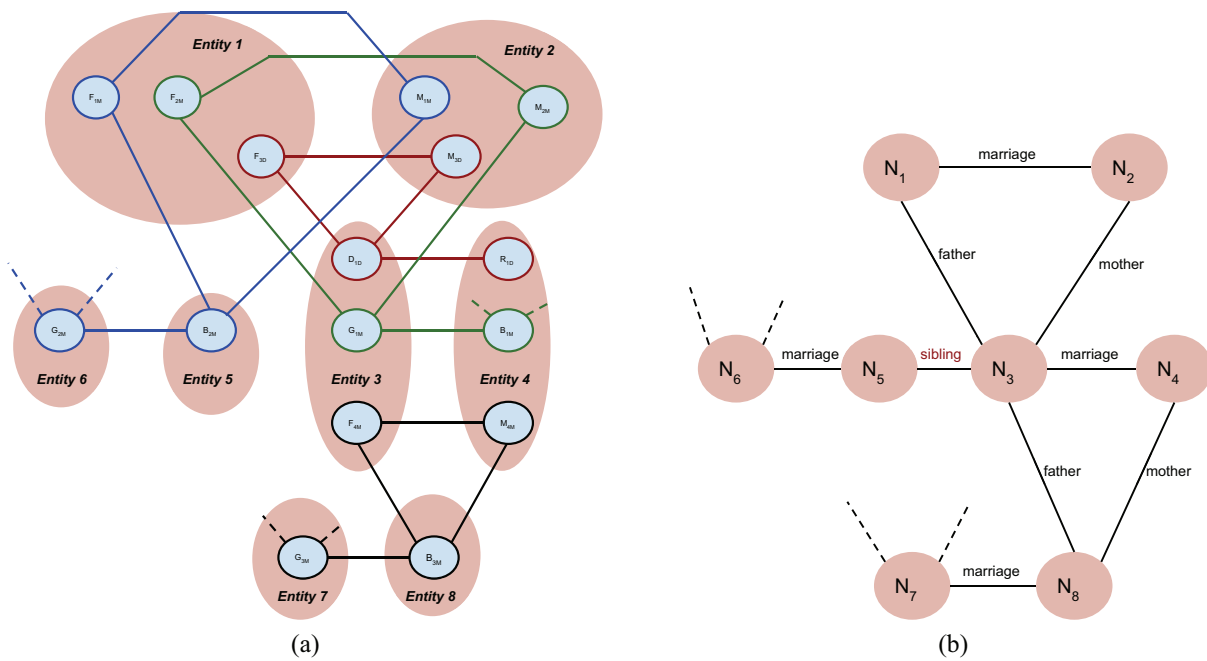 Entity 1
Entity 2
F1M
F2M
M1M
M2M
F3D
M3D
D1D
R1D
G2M
B2M
G1M
B1M
Entity 6
Entity 5
Entity 3
Entity 4
F4M
M4M
G3M
B3M
Entity 7
Entity 8
(a)
N1
marriage
N2
father
mother
N6
marriage
N5
sibling
N3
marriage
N4
father
mother
N7
marriage
N8
(b)